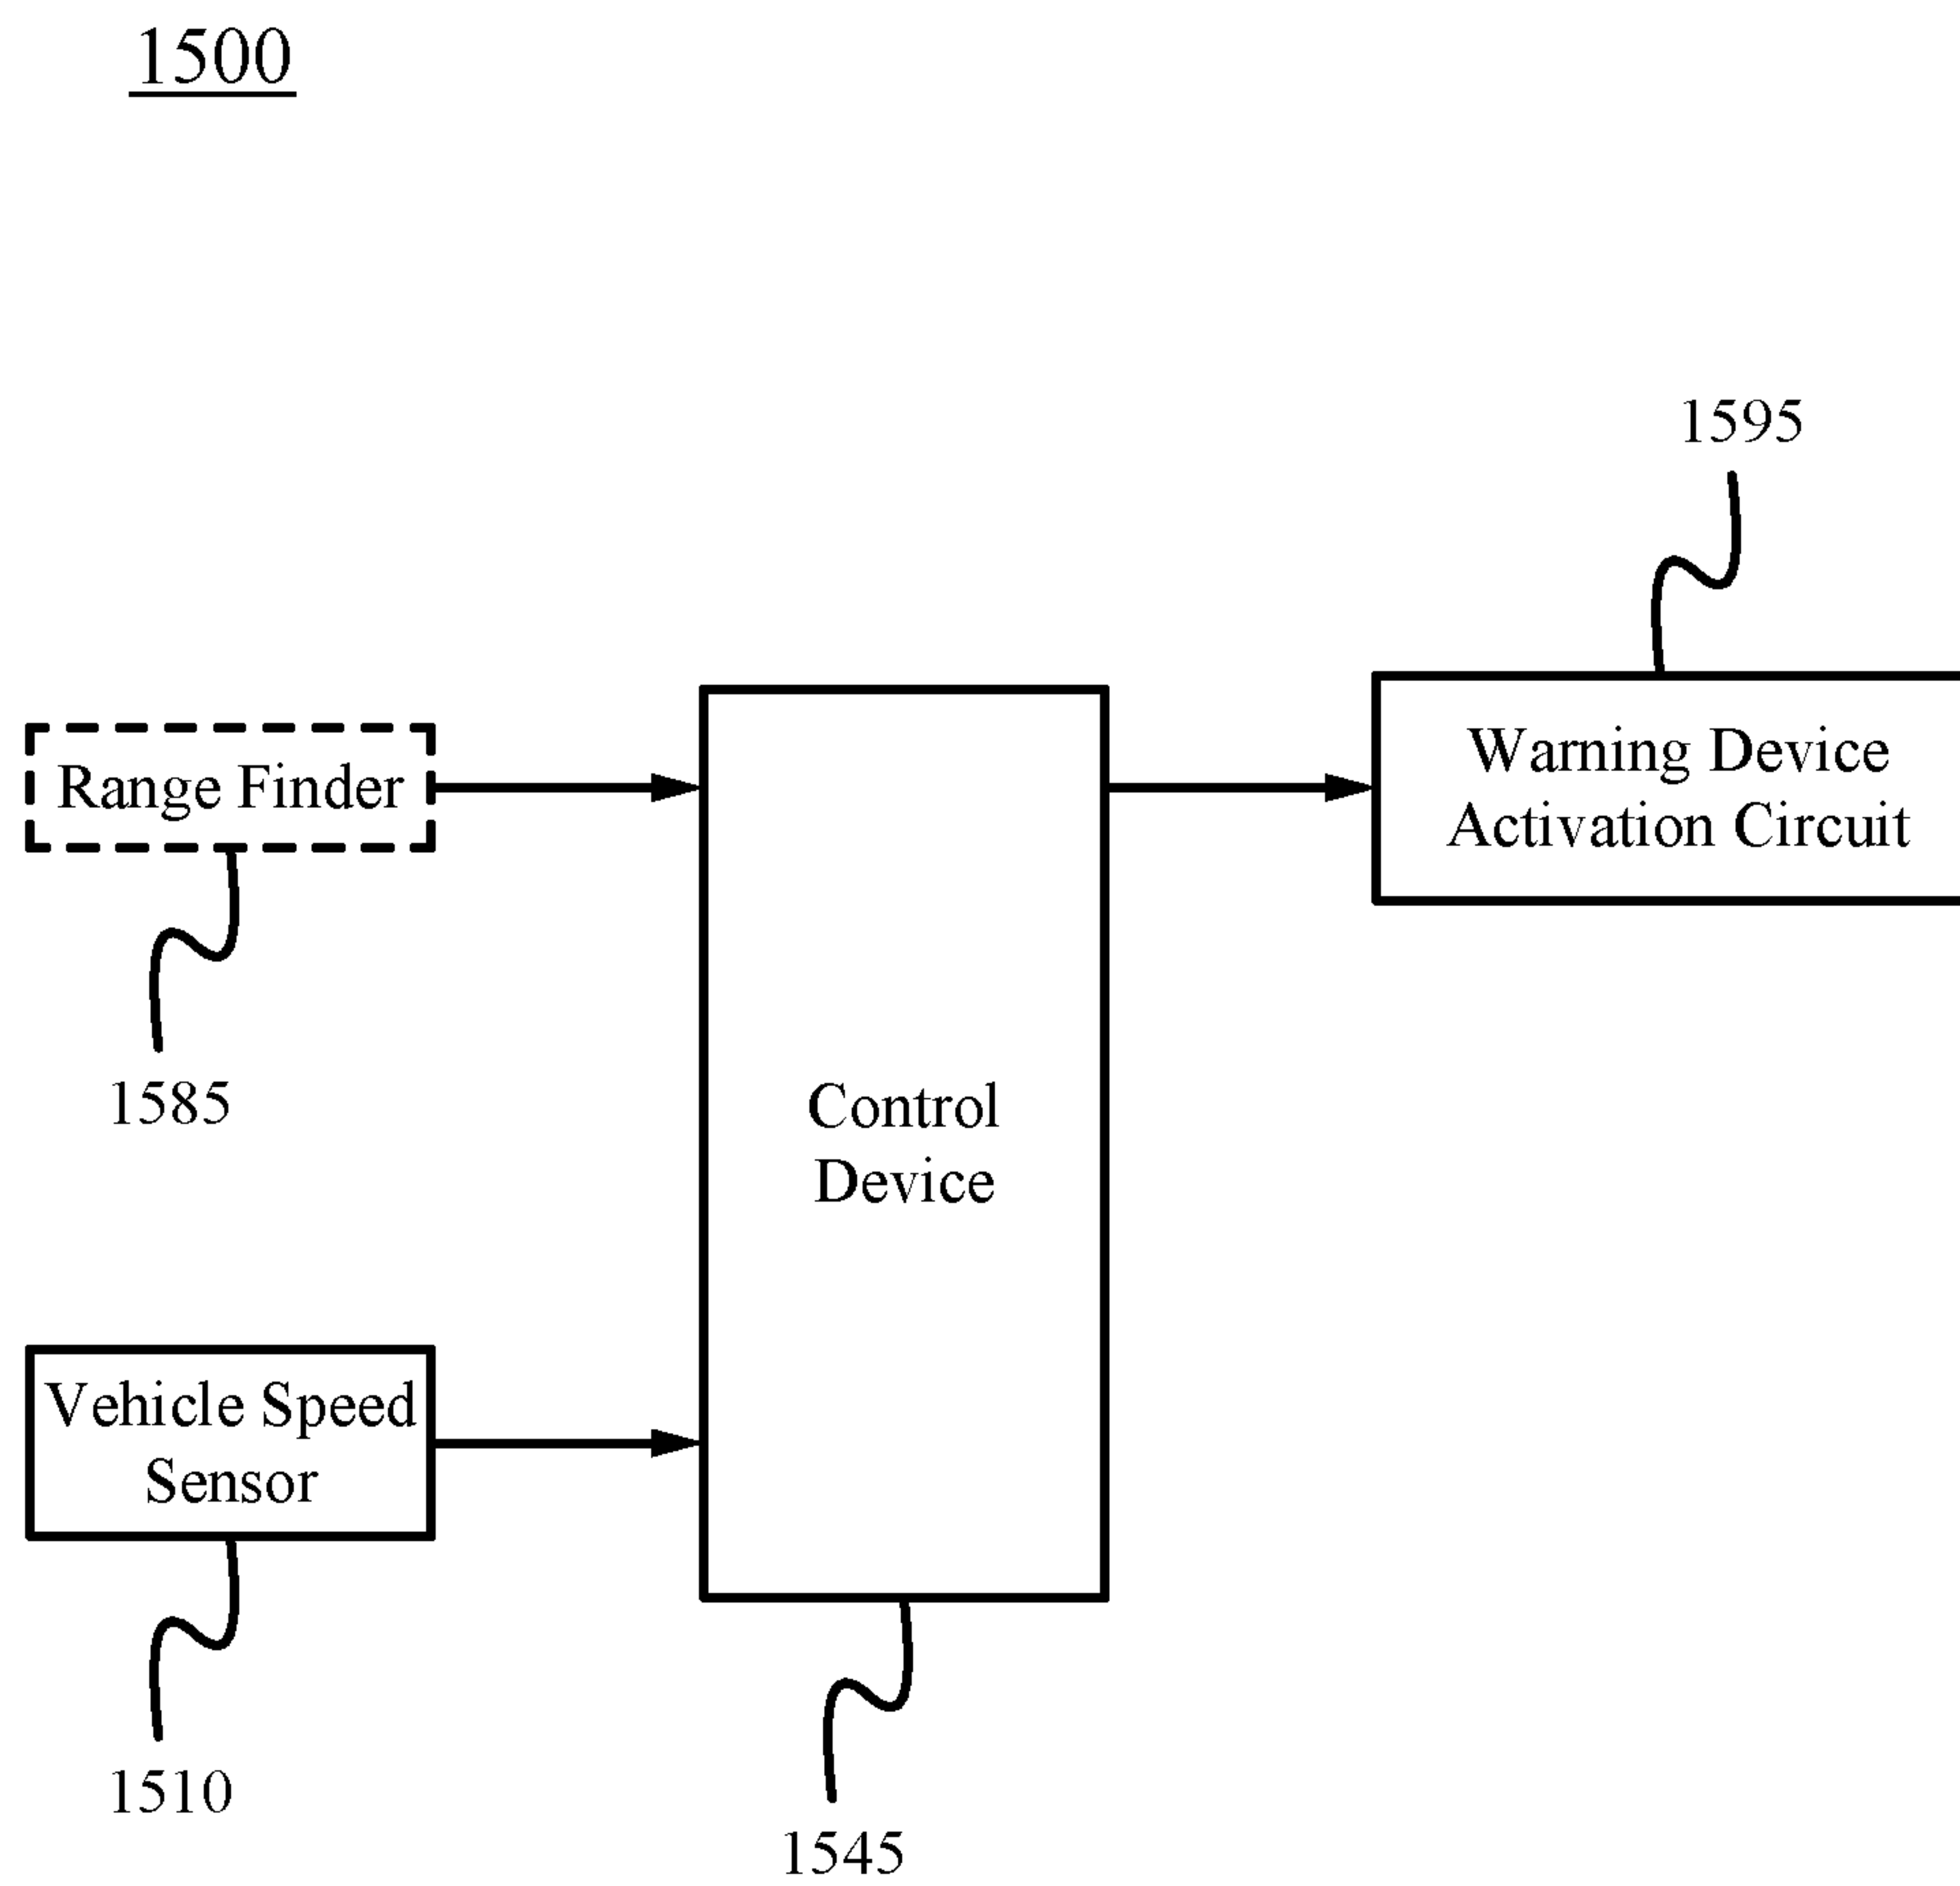 1500
1595
Range Finder
Warning Device
Activation Circuit
1585
Control
Device
Vehicle Speed
Sensor
1510
1545